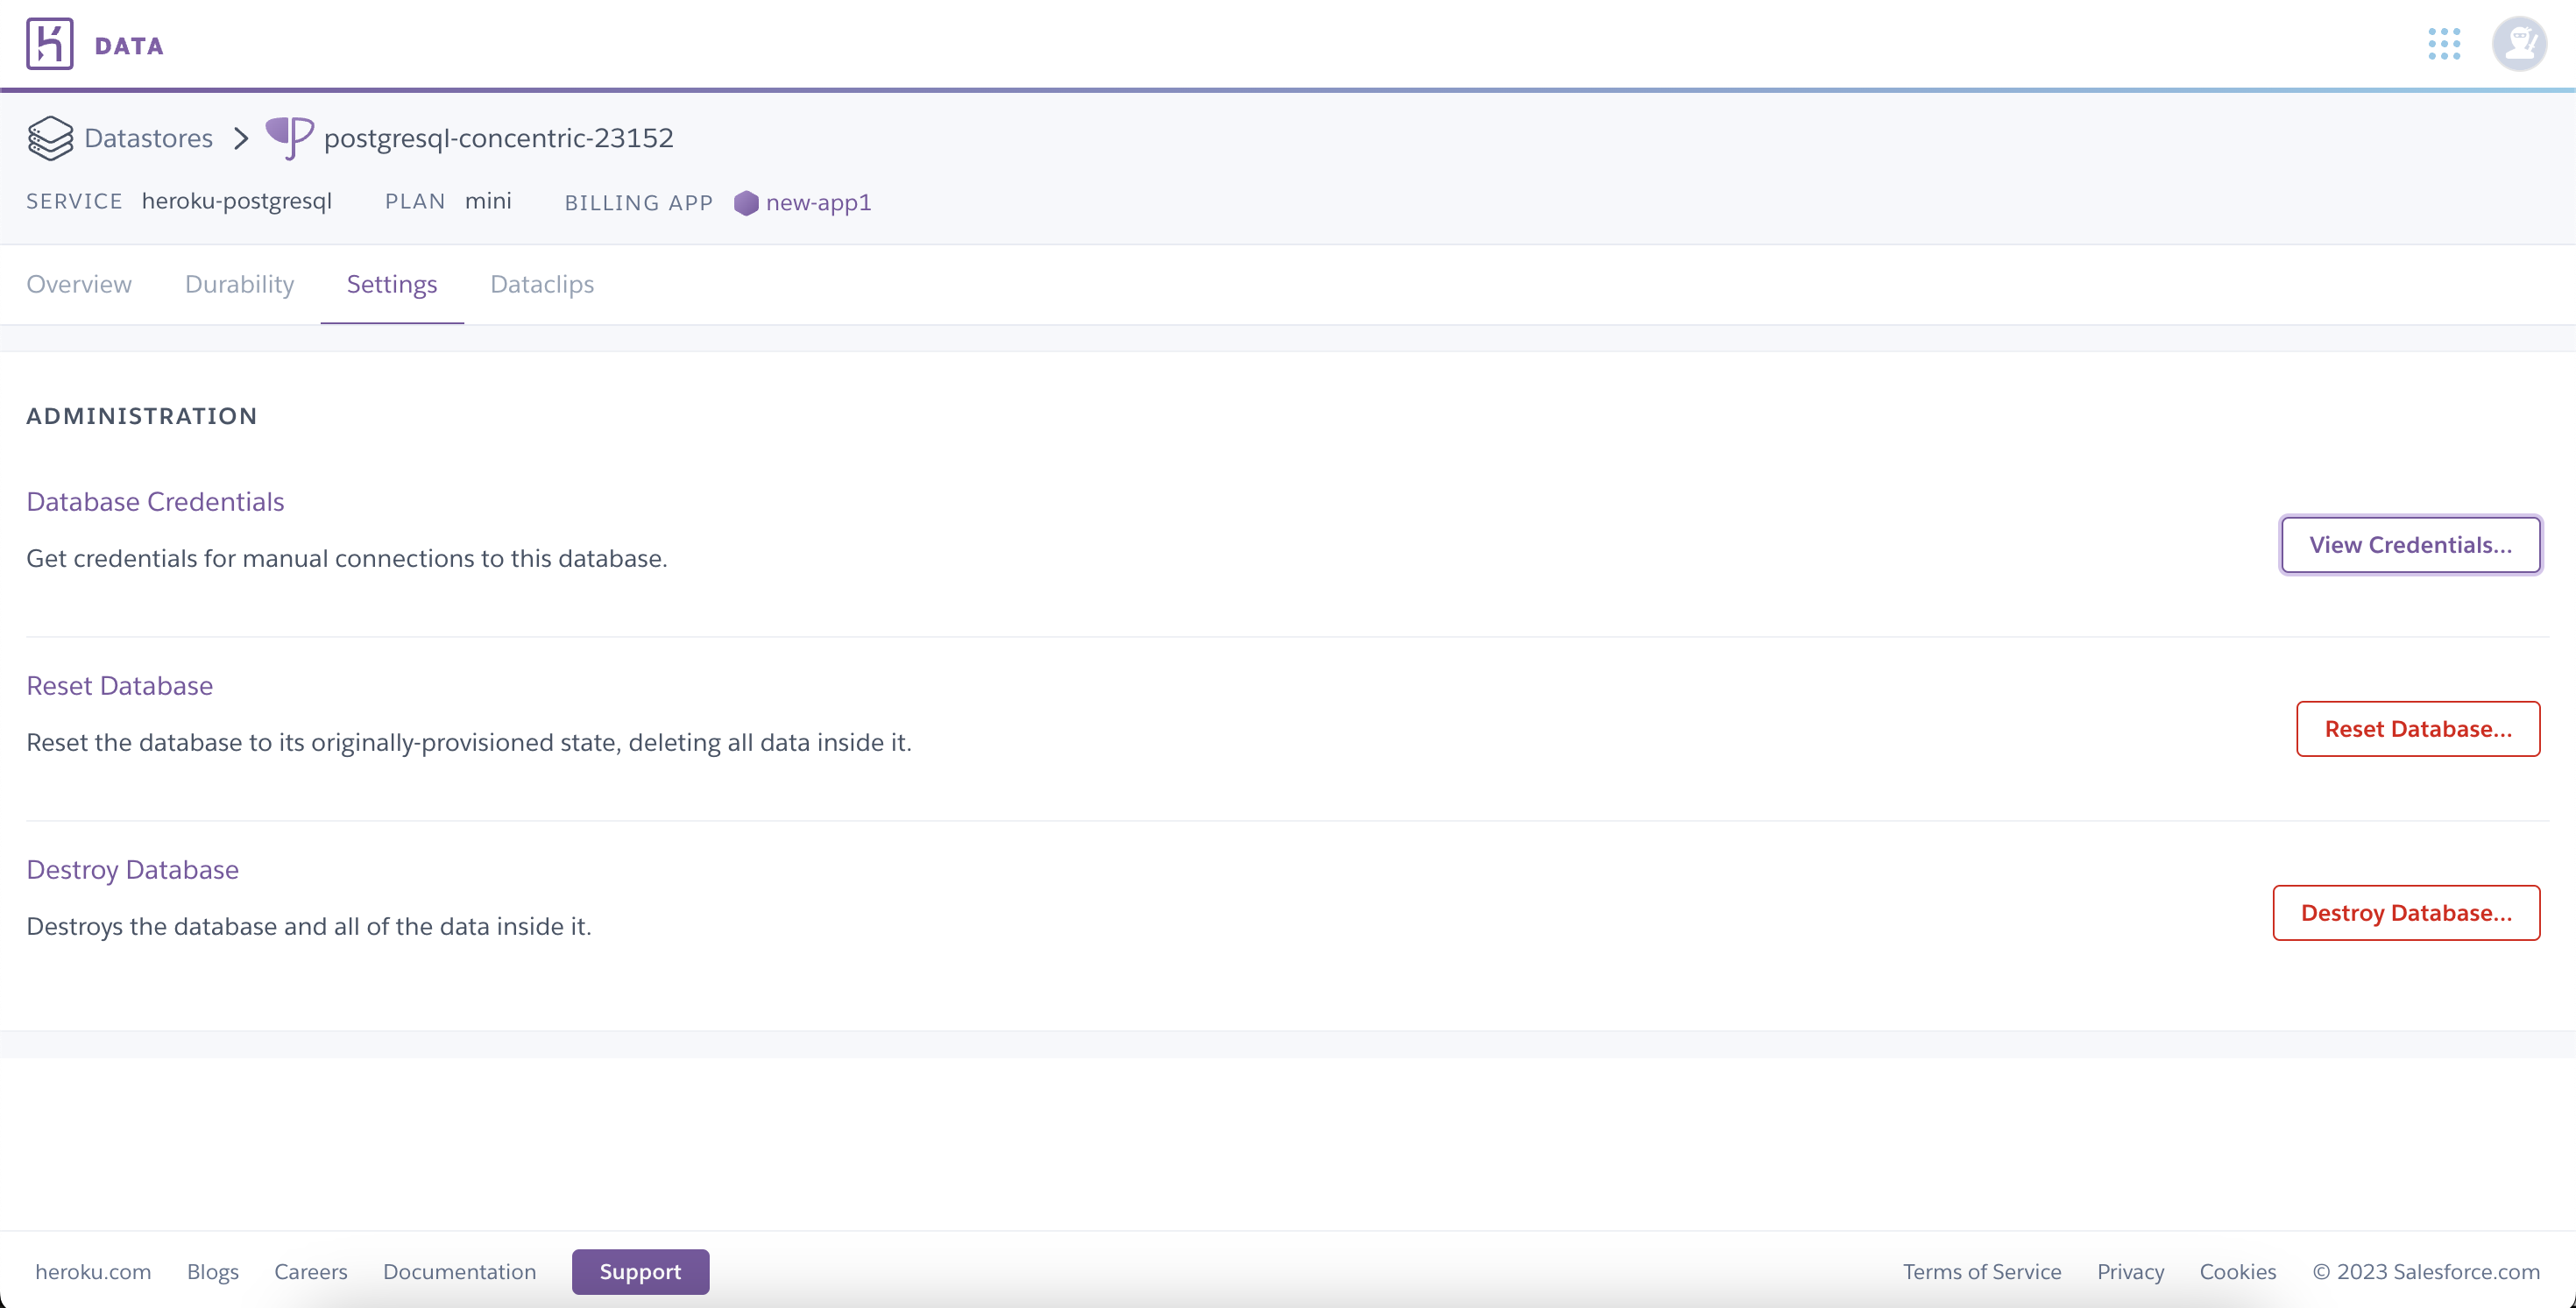 DATA
Datastores postgresql-concentric-23152
SERVICE heroku-postgresql PLAN mini BILLING APP new-app1
Overview Durability Settings Dataclips
ADMINISTRATION
Database Credentials
Get credentials for manual connections to this database.
View Credentials...
Reset Database
Reset the database to its originally-provisioned state, deleting all data inside it.
Reset Database...
Destroy Database
Destroys the database and all of the data inside it.
Destroy Database...
heroku.com Blogs Careers Documentation Support Terms of Service Privacy Cookies © 2023 Salesforce.com